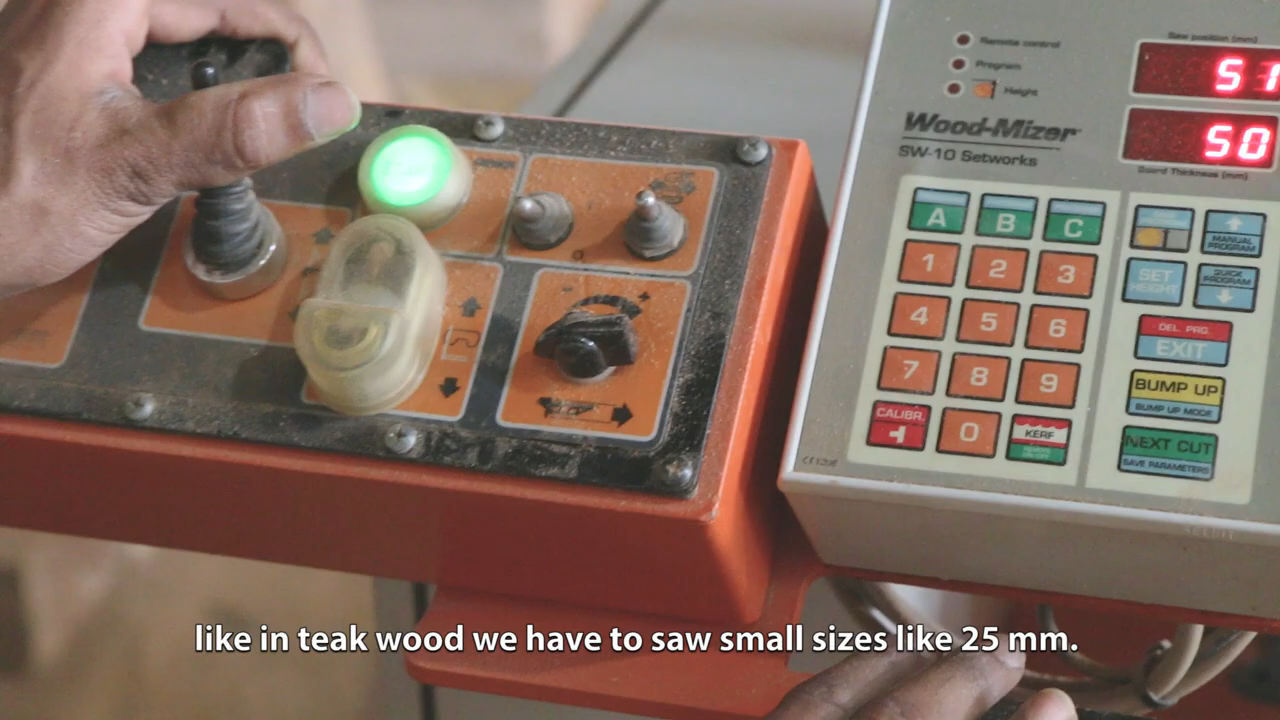 Saw position (mm)
51
Remote control
Program
Height
50
Board Thickness (mm)
Wood-Mizer
SW-10 Setworks
A B C
MANUAL PROGRAM
1 2 3
SET HEIGHT
QUICK PROGRAM
4 5 6
DEL. PRG.
EXIT
7 8 9
BUMP UP
BUMP UP MODE
CALIBR.
0
KERF
NEXT CUT
SAVE PARAMETERS
- +
like in teak wood we have to saw small sizes like 25 mm.